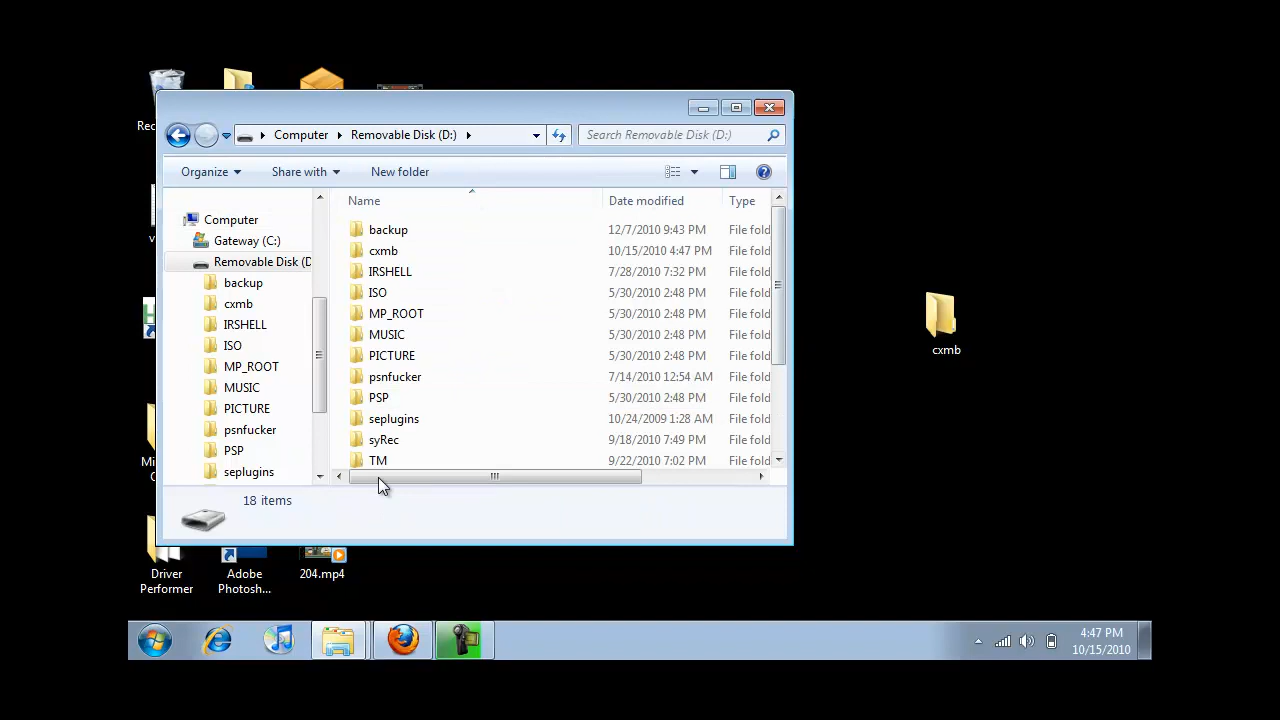 Rec
Computer
Removable Disk (D:)
Search Removable Disk (D:)
Organize
Share with
New folder
Name
Date modified
Type
Computer
Gateway (C:)
Removable Disk (D
backup
cxmb
IRSHELL
ISO
MP_ROOT
MUSIC
PICTURE
psnfucker
PSP
seplugins
backup 12/7/2010 9:43 PM File fold
cxmb 10/15/2010 4:47 PM File fold
IRSHELL 7/28/2010 7:32 PM File fold
ISO 5/30/2010 2:48 PM File fold
MP_ROOT 5/30/2010 2:48 PM File fold
MUSIC 5/30/2010 2:48 PM File fold
PICTURE 5/30/2010 2:48 PM File fold
psnfucker 7/14/2010 12:54 AM File fold
PSP 5/30/2010 2:48 PM File fold
seplugins 10/24/2009 1:28 AM File fold
syRec 9/18/2010 7:49 PM File fold
TM 9/22/2010 7:02 PM File fold
18 items
cxmb
v
Mi
Driver
Performer
Adobe
Photosh...
204.mp4
4:47 PM
10/15/2010